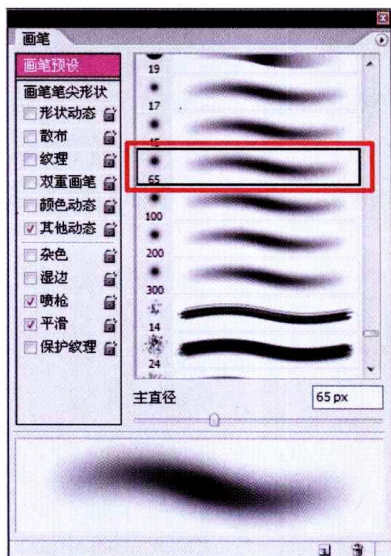 画笔
画笔预设
画笔笔尖形状
形状动态
散布
纹理
双重画笔
颜色动态
其他动态
杂色
湿边
喷枪
平滑
保护纹理
19
17
45
65
100
200
300
14
24
主直径
65 px